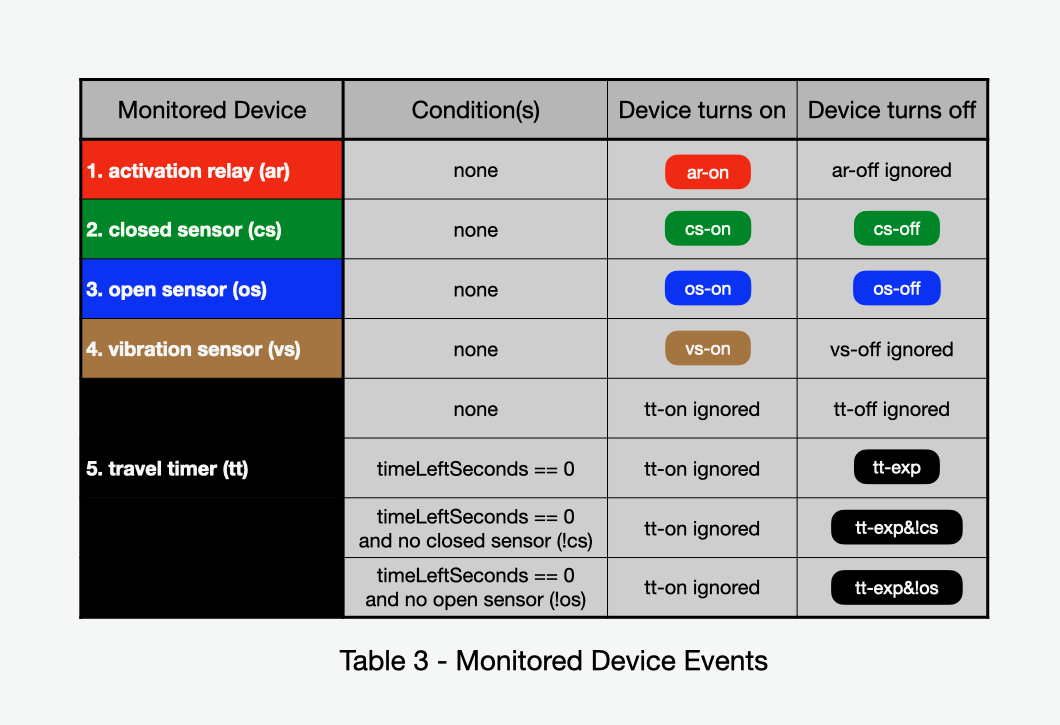 Monitored Device Condition(s) Device turns on Device turns off
1. activation relay (ar) none ar-on ar-off ignored
2. closed sensor (cs) none cs-on cs-off
3. open sensor (os) none os-on os-off
4. vibration sensor (vs) none vs-on vs-off ignored
none tt-on ignored tt-off ignored
5. travel timer (tt) timeLeftSeconds == 0 tt-on ignored tt-exp
timeLeftSeconds == 0
and no closed sensor (!cs) tt-on ignored tt-exp&!cs
timeLeftSeconds == 0
and no open sensor (!os) tt-on ignored tt-exp&!os
Table 3 - Monitored Device Events